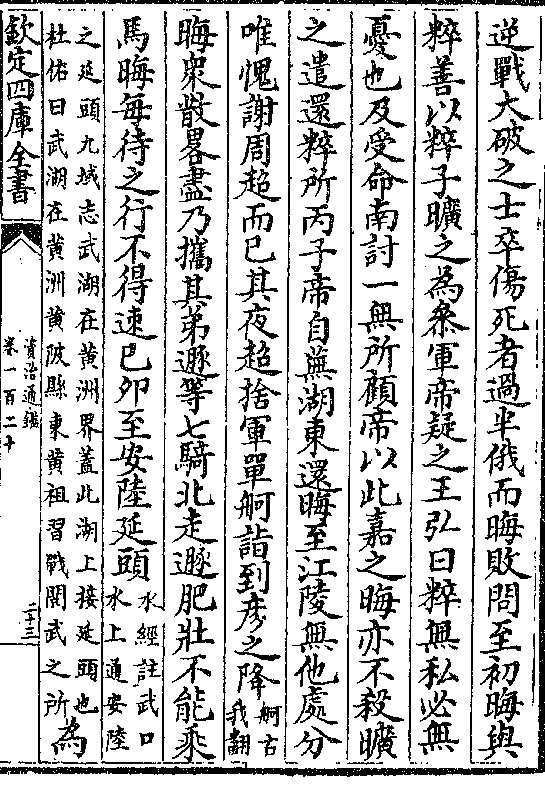 逆戰大破之士卒傷死者過半俄而晦敗問至初晦與
粹善以粹子曠之為叅軍帝疑之王弘曰粹無私必無
憂也及受命南討一無所顧帝以此嘉之晦亦不殺曠
之遣還粹所丙子帝自蕪湖東還晦至江陵無他處分
唯愧謝周超而已其夜超捨軍單舸詣到彦之降
舸古
我翻
晦衆散畧盡乃攜其弟遯等七騎北走遯肥壯不能乘
馬晦每待之行不得速已卯至安陸延頭
水經註武口
水上通安陸
之延頭九域志武湖在黄洲界蓋此湖上接延頭也
杜佑曰武湖在黄洲黄陂縣東黄祖習戰閱武之所
為
欽定四庫全書
資治通鑑
卷一百二十
二十三